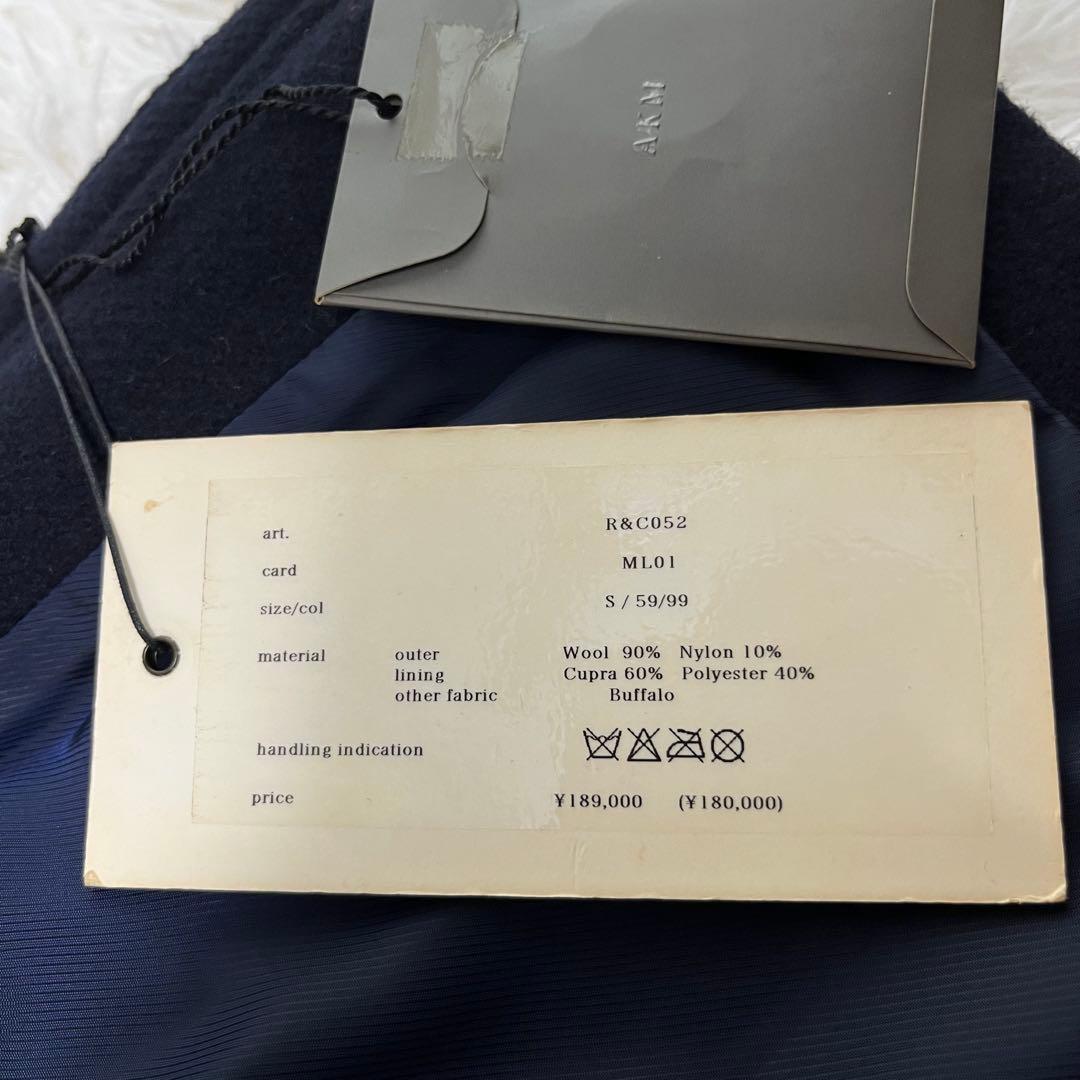 AKM
art. R&C052
card ML01
size/col S / 59/99
material outer Wool 90% Nylon 10%
lining Cupra 60% Polyester 40%
other fabric Buffalo
handling indication
price ¥189,000 (¥180,000)